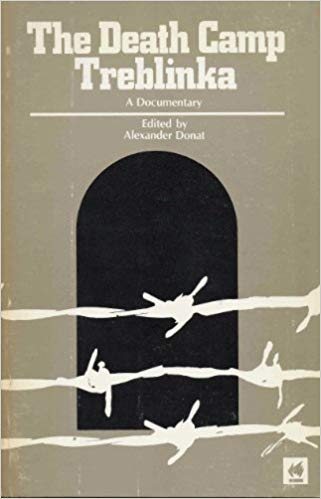 The Death Camp
Treblinka
A Documentary
Edited by
Alexander Donat